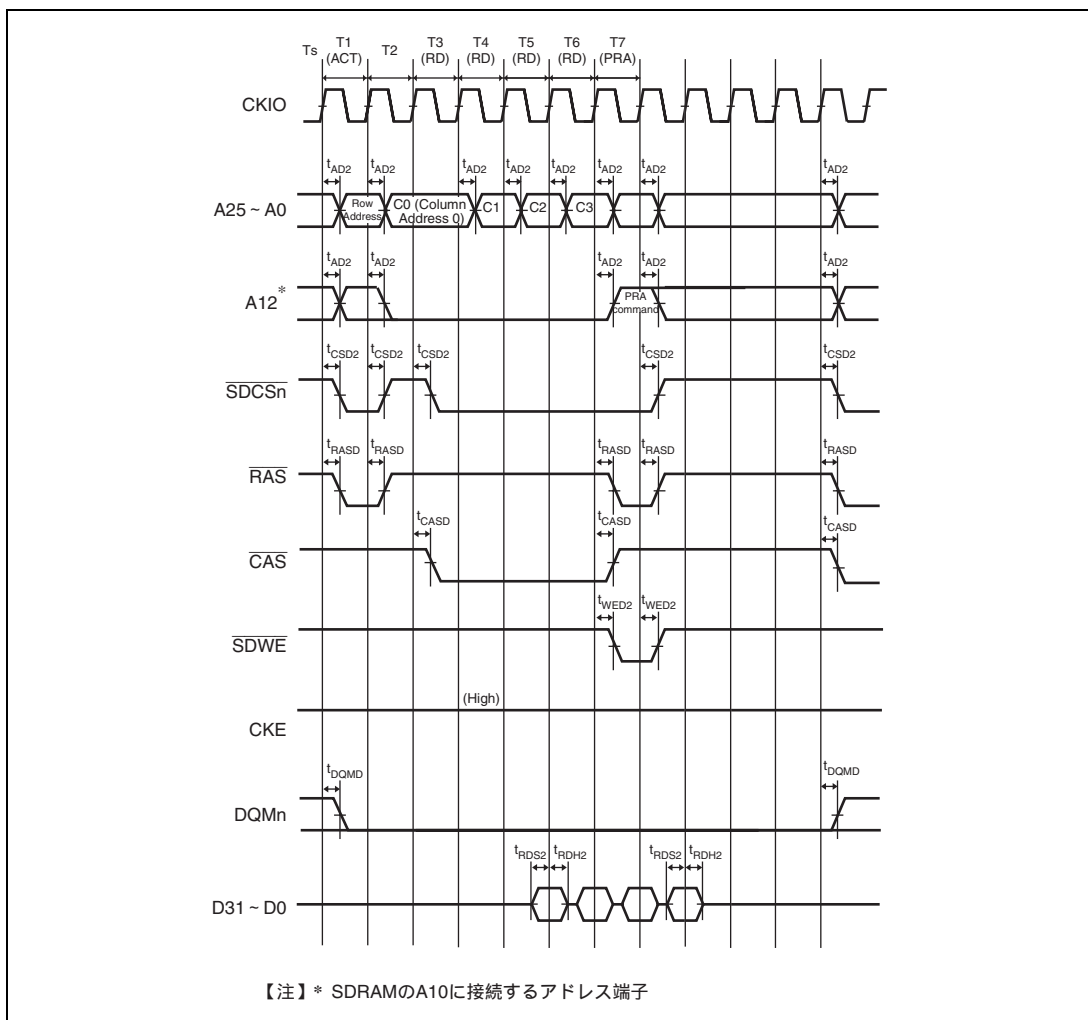 Ts T1 (ACT) T2 T3 (RD) T4 (RD) T5 (RD) T6 (RD) T7 (PRA)
CKIO
tAD2 tAD2 tAD2 tAD2 tAD2 tAD2 tAD2 tAD2
A25 ~ A0 Row Address C0 (Column Address 0) C1 C2 C3
tAD2 tAD2 tAD2 tAD2 tAD2
A12* PRA command
tCSD2 tCSD2 tCSD2 tCSD2 tCSD2
SDCSn
tRASD tRASD tRASD tRASD tRASD
RAS
tCASD tCASD tCASD
CAS
tWED2 tWED2
SDWE
(High)
CKE
tDQMD tDQMD
DQMn
tRDS2 tRDH2 tRDS2 tRDH2
D31 ~ D0
【注】* SDRAMのA10に接続するアドレス端子